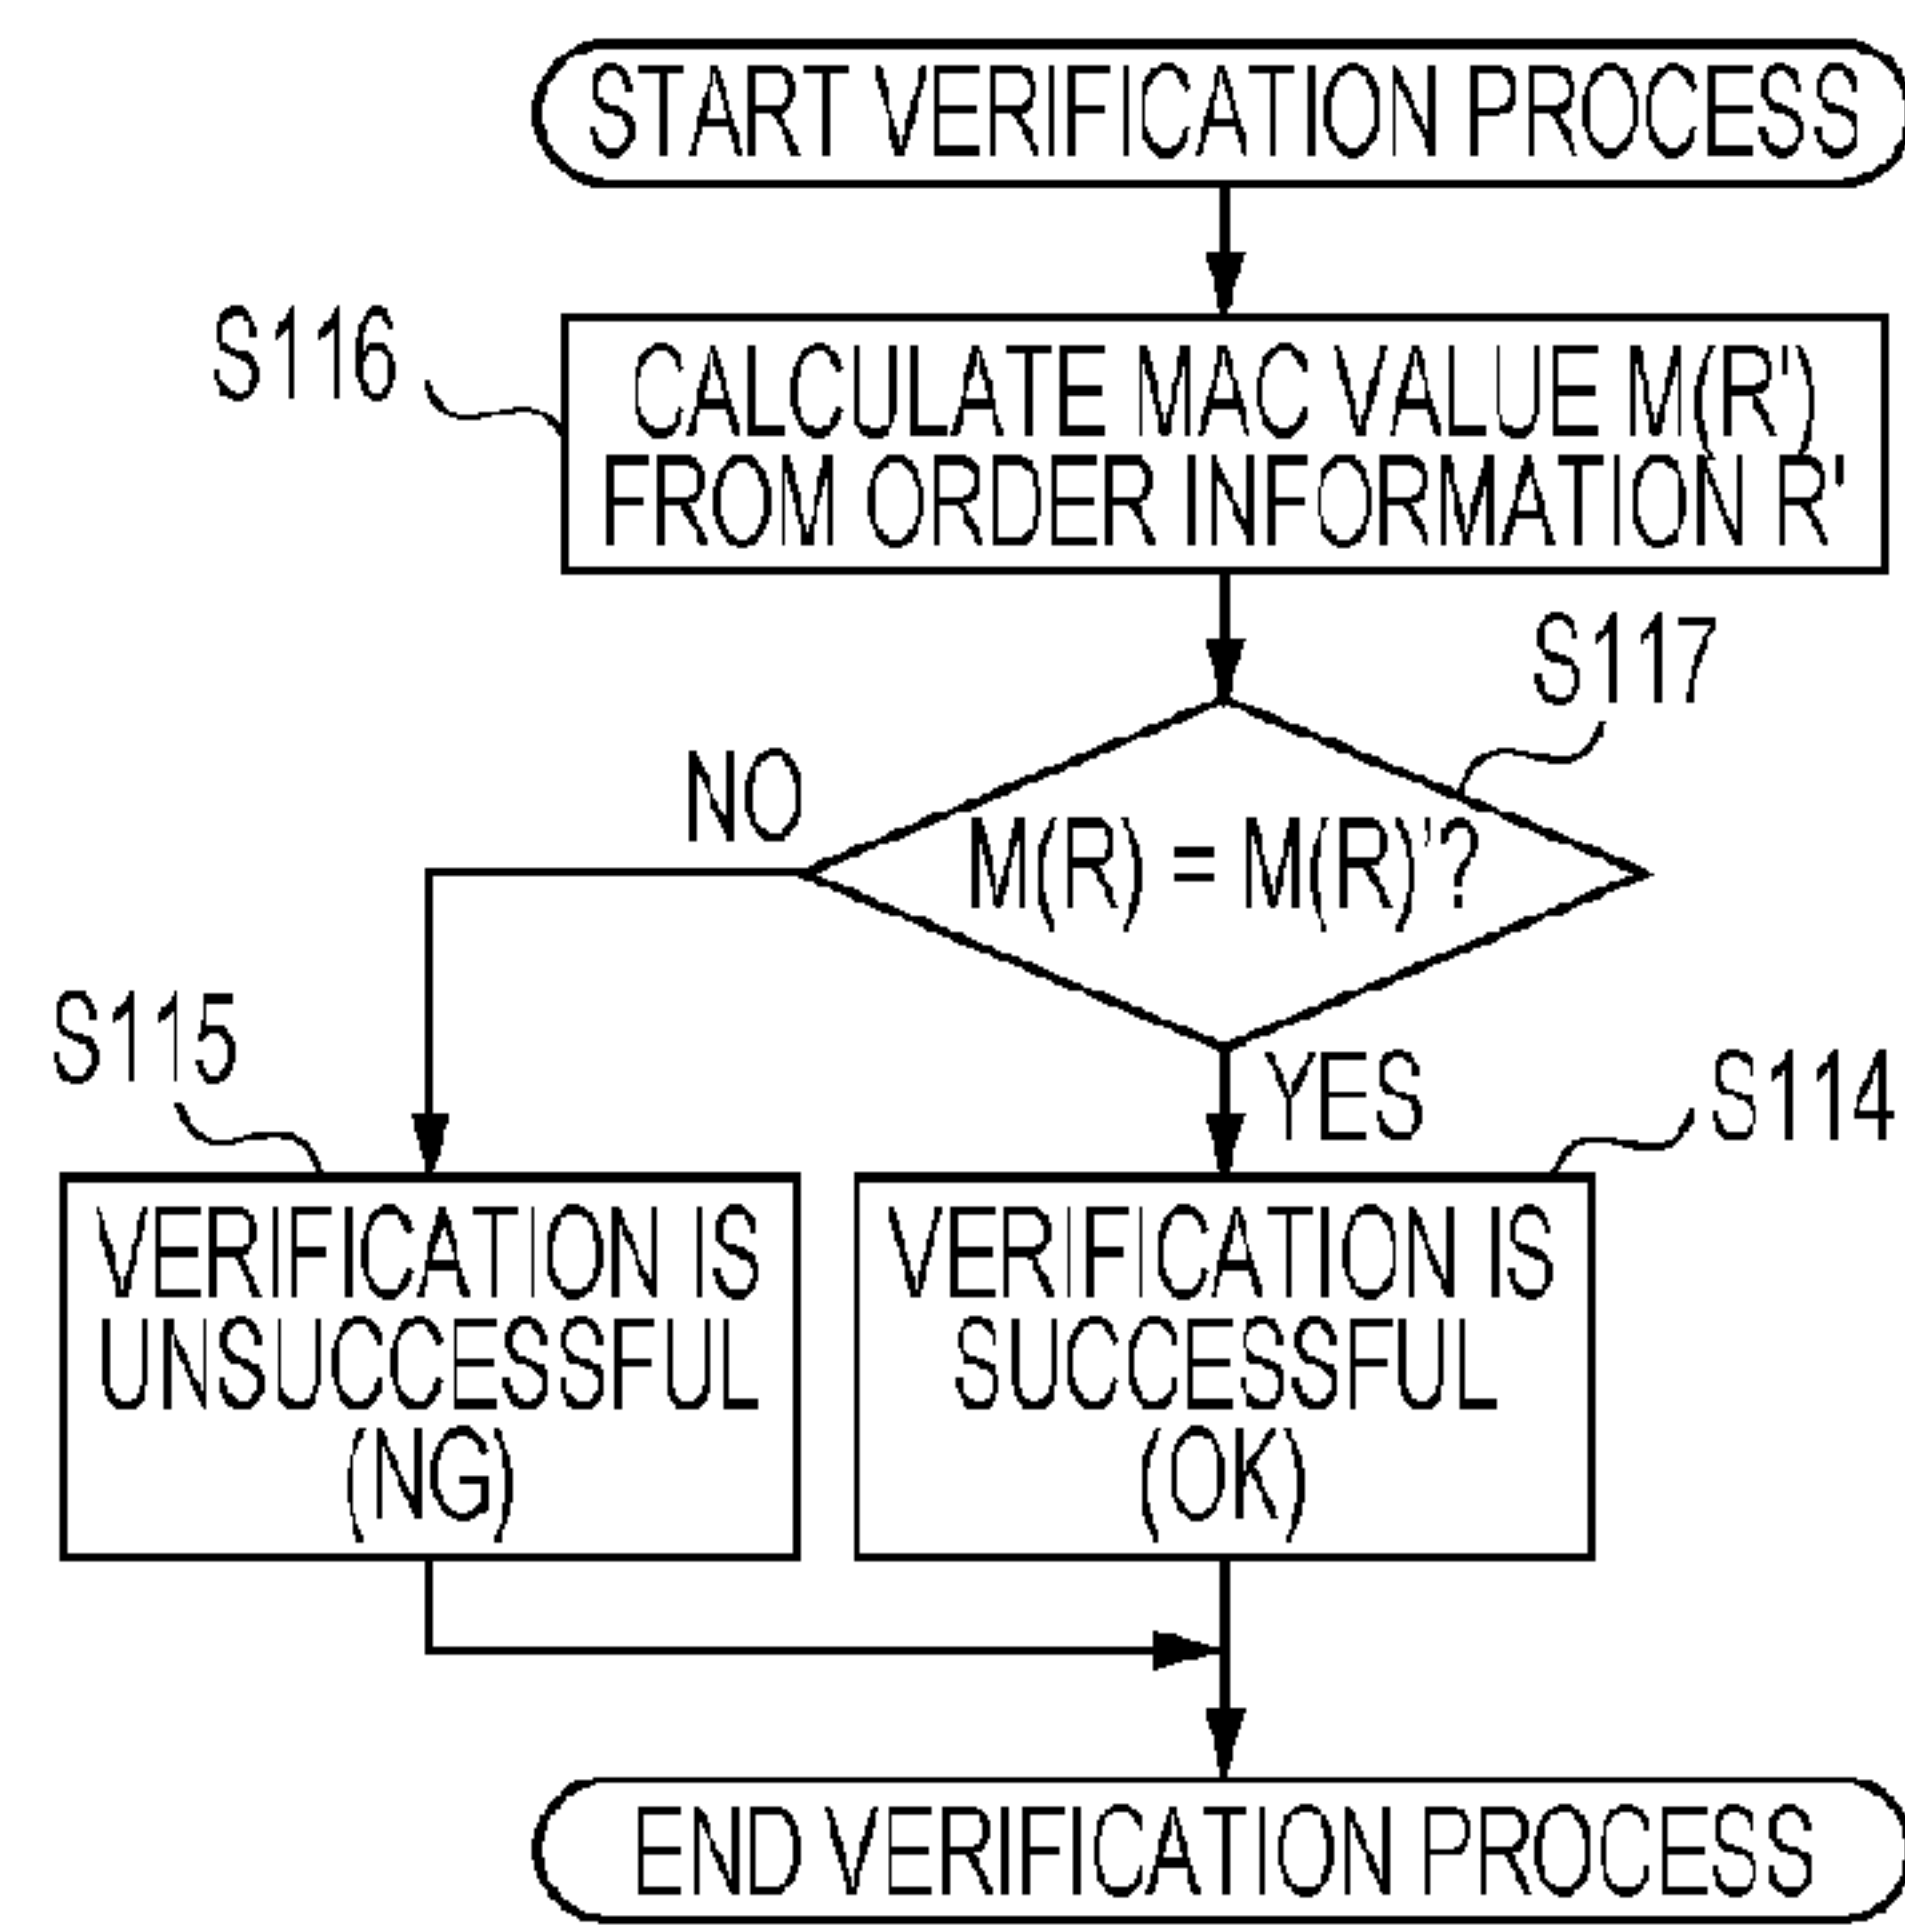 START VERIFICATION PROCESS
S116
CALCULATE MAC VALUE M(R')
FROM ORDER INFORMATION R'
S117
NO
M(R) = M(R)'?
S115
YES
S114
VERIFICATION IS
UNSUCCESSFUL
(NG)
VERIFICATION IS
SUCCESSFUL
(OK)
END VERIFICATION PROCESS